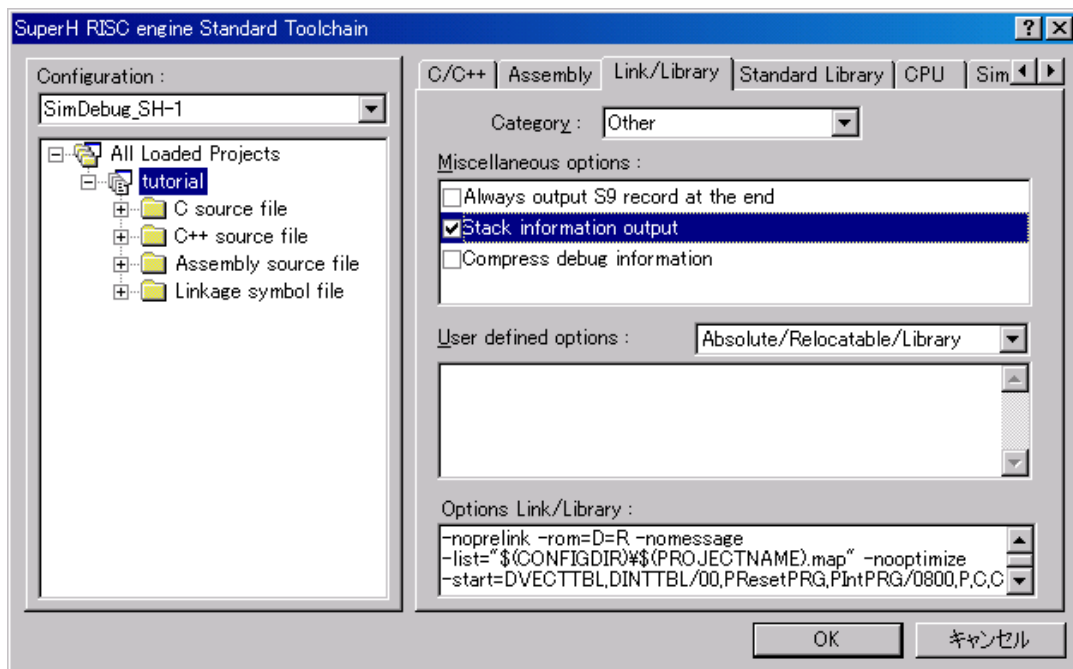 SuperH RISC engine Standard Toolchain
Configuration :
SimDebug_SH-1
All Loaded Projects
tutorial
C source file
C++ source file
Assembly source file
Linkage symbol file
C/C++ Assembly Link/Library Standard Library CPU Sim
Category : Other
Miscellaneous options :
Always output S9 record at the end
Stack information output
Compress debug information
User defined options : Absolute/Relocatable/Library
Options Link/Library :
-noprelink -rom=D=R -nomessage
-list="$(CONFIGDIR)¥$(PROJECTNAME).map" -nooptimize
-start=DVECTTBL,DINTTBL/00,PResetPRG,PIntPRG/0800,P,C,C
OK キャンセル